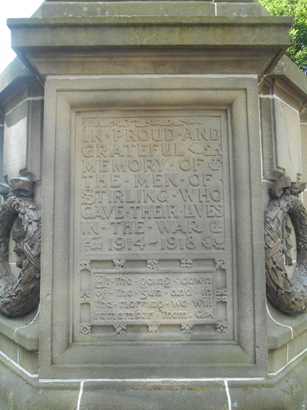 IN · PROUD · AND
GRATEFUL
MEMORY · OF
THE · MEN · OF
STIRLING · WHO
GAVE · THEIR · LIVES
IN · THE · WAR
1914 - 1918
At · the · going · down
of · the · Sun · and · in
the · morning · we · will
remember · them